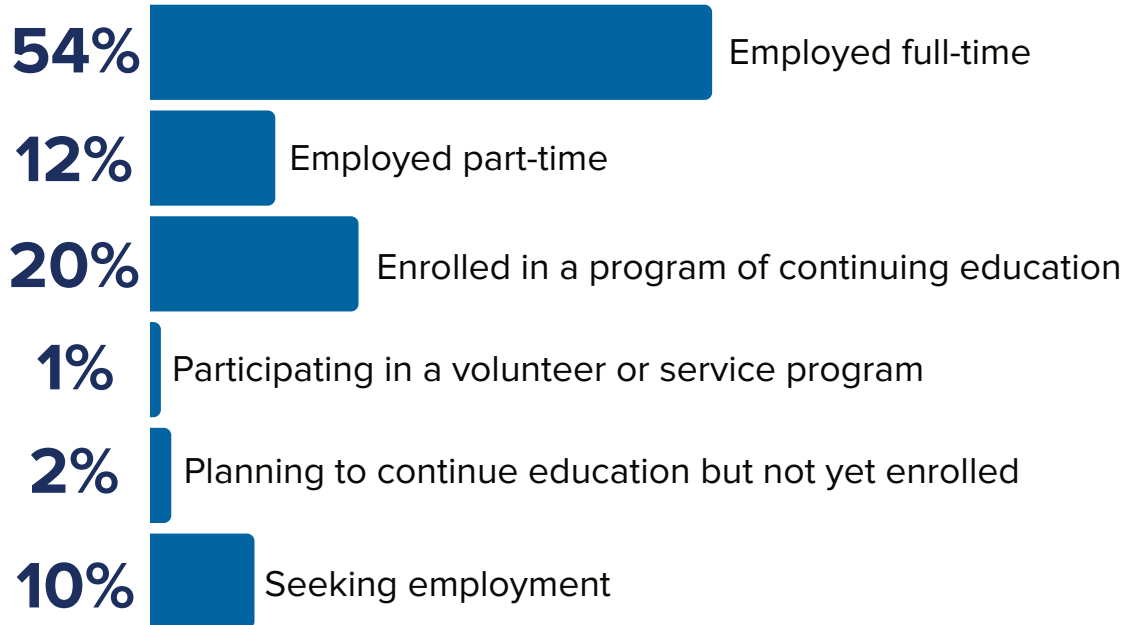 54% Employed full-time
12% Employed part-time
20% Enrolled in a program of continuing education
1% Participating in a volunteer or service program
2% Planning to continue education but not yet enrolled
10% Seeking employment